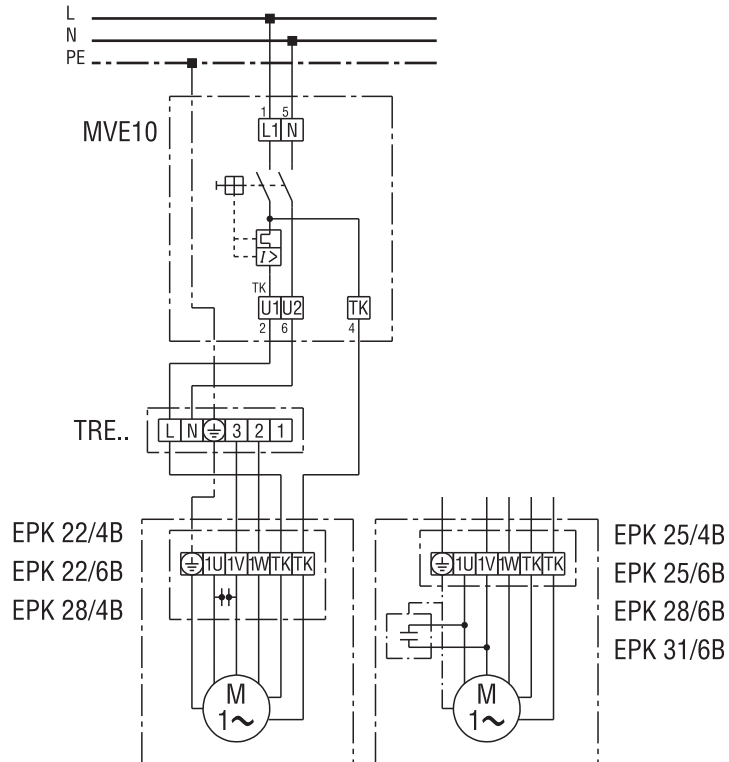 L
N
PE
MVE10
1 5
L1 N
I>
TK
U1 U2 TK
2 6 4
TRE..
L N 3 2 1
EPK 22/4B
EPK 22/6B
EPK 28/4B
1U 1V 1W TK TK
M
1~
1U 1V 1W TK TK
M
1~
EPK 25/4B
EPK 25/6B
EPK 28/6B
EPK 31/6B